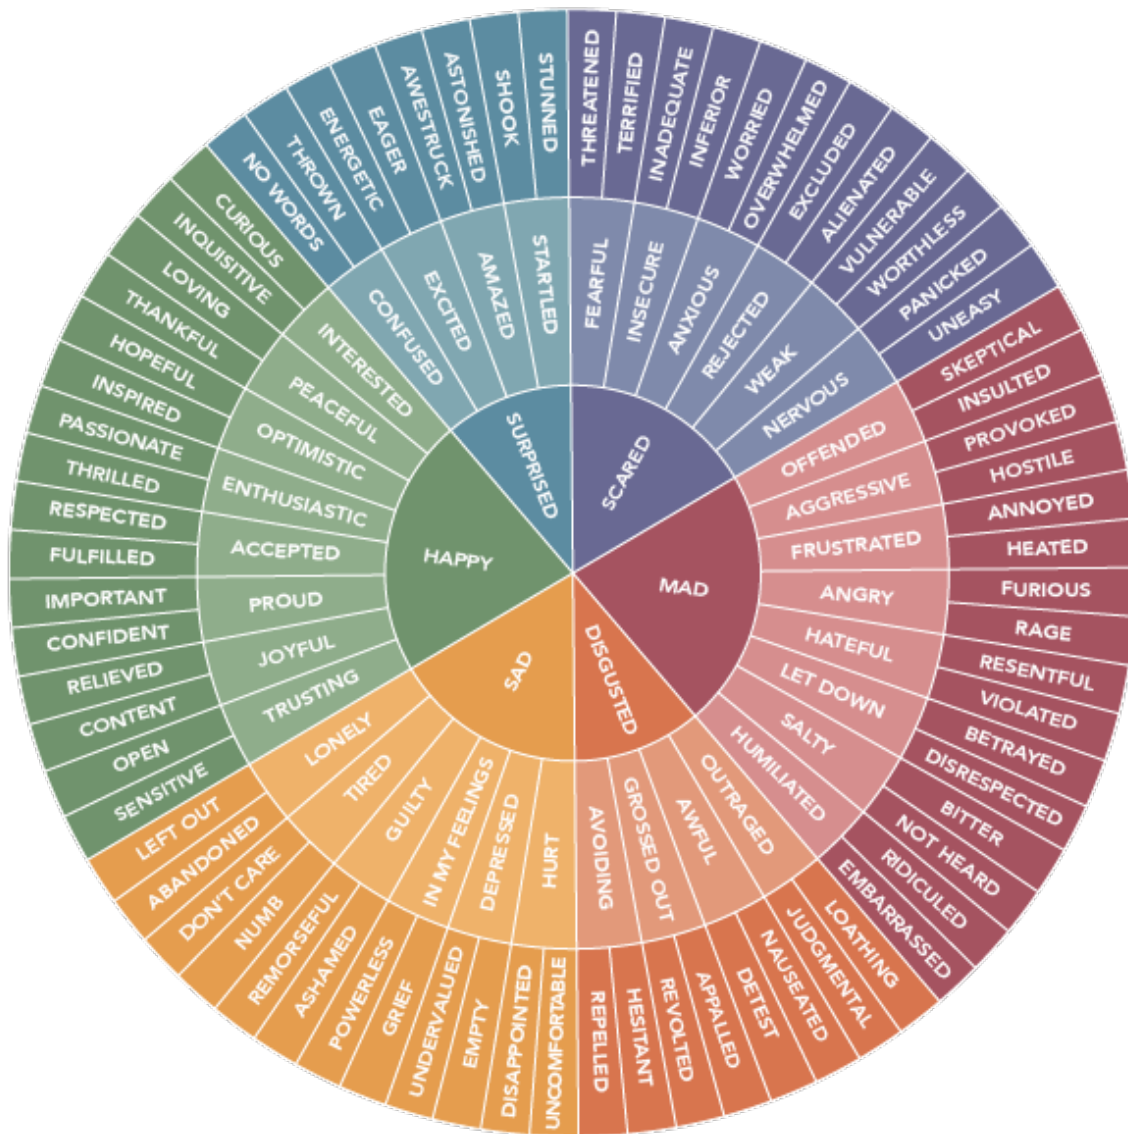 SURPRISED
SCARED
MAD
DISGUSTED
SAD
HAPPY
CONFUSED
EXCITED
AMAZED
STARTLED
FEARFUL
INSECURE
ANXIOUS
REJECTED
WEAK
NERVOUS
OFFENDED
AGGRESSIVE
FRUSTRATED
ANGRY
HATEFUL
LET DOWN
SALTY
HUMILIATED
OUTRAGED
AWFUL
GROSSED OUT
AVOIDING
HURT
DEPRESSED
IN MY FEELINGS
GUILTY
TIRED
LONELY
TRUSTING
JOYFUL
PROUD
ACCEPTED
ENTHUSIASTIC
OPTIMISTIC
PEACEFUL
INTERESTED
NO WORDS
THROWN
ENERGETIC
EAGER
AWESTRUCK
ASTONISHED
SHOOK
STUNNED
THREATENED
TERRIFIED
INADEQUATE
INFERIOR
WORRIED
OVERWHELMED
EXCLUDED
ALIENATED
VULNERABLE
WORTHLESS
PANICKED
UNEASY
SKEPTICAL
INSULTED
PROVOKED
HOSTILE
ANNOYED
HEATED
FURIOUS
RAGE
RESENTFUL
VIOLATED
BETRAYED
DISRESPECTED
BITTER
NOT HEARD
RIDICULED
EMBARRASSED
LOATHING
JUDGMENTAL
NAUSEATED
DETEST
APPALLED
REVOLTED
HESITANT
REPELLED
UNCOMFORTABLE
DISAPPOINTED
EMPTY
UNDERVALUED
GRIEF
POWERLESS
ASHAMED
REMORSEFUL
NUMB
DON'T CARE
ABANDONED
LEFT OUT
SENSITIVE
OPEN
CONTENT
RELIEVED
CONFIDENT
IMPORTANT
FULFILLED
RESPECTED
THRILLED
PASSIONATE
INSPIRED
HOPEFUL
THANKFUL
LOVING
INQUISITIVE
CURIOUS